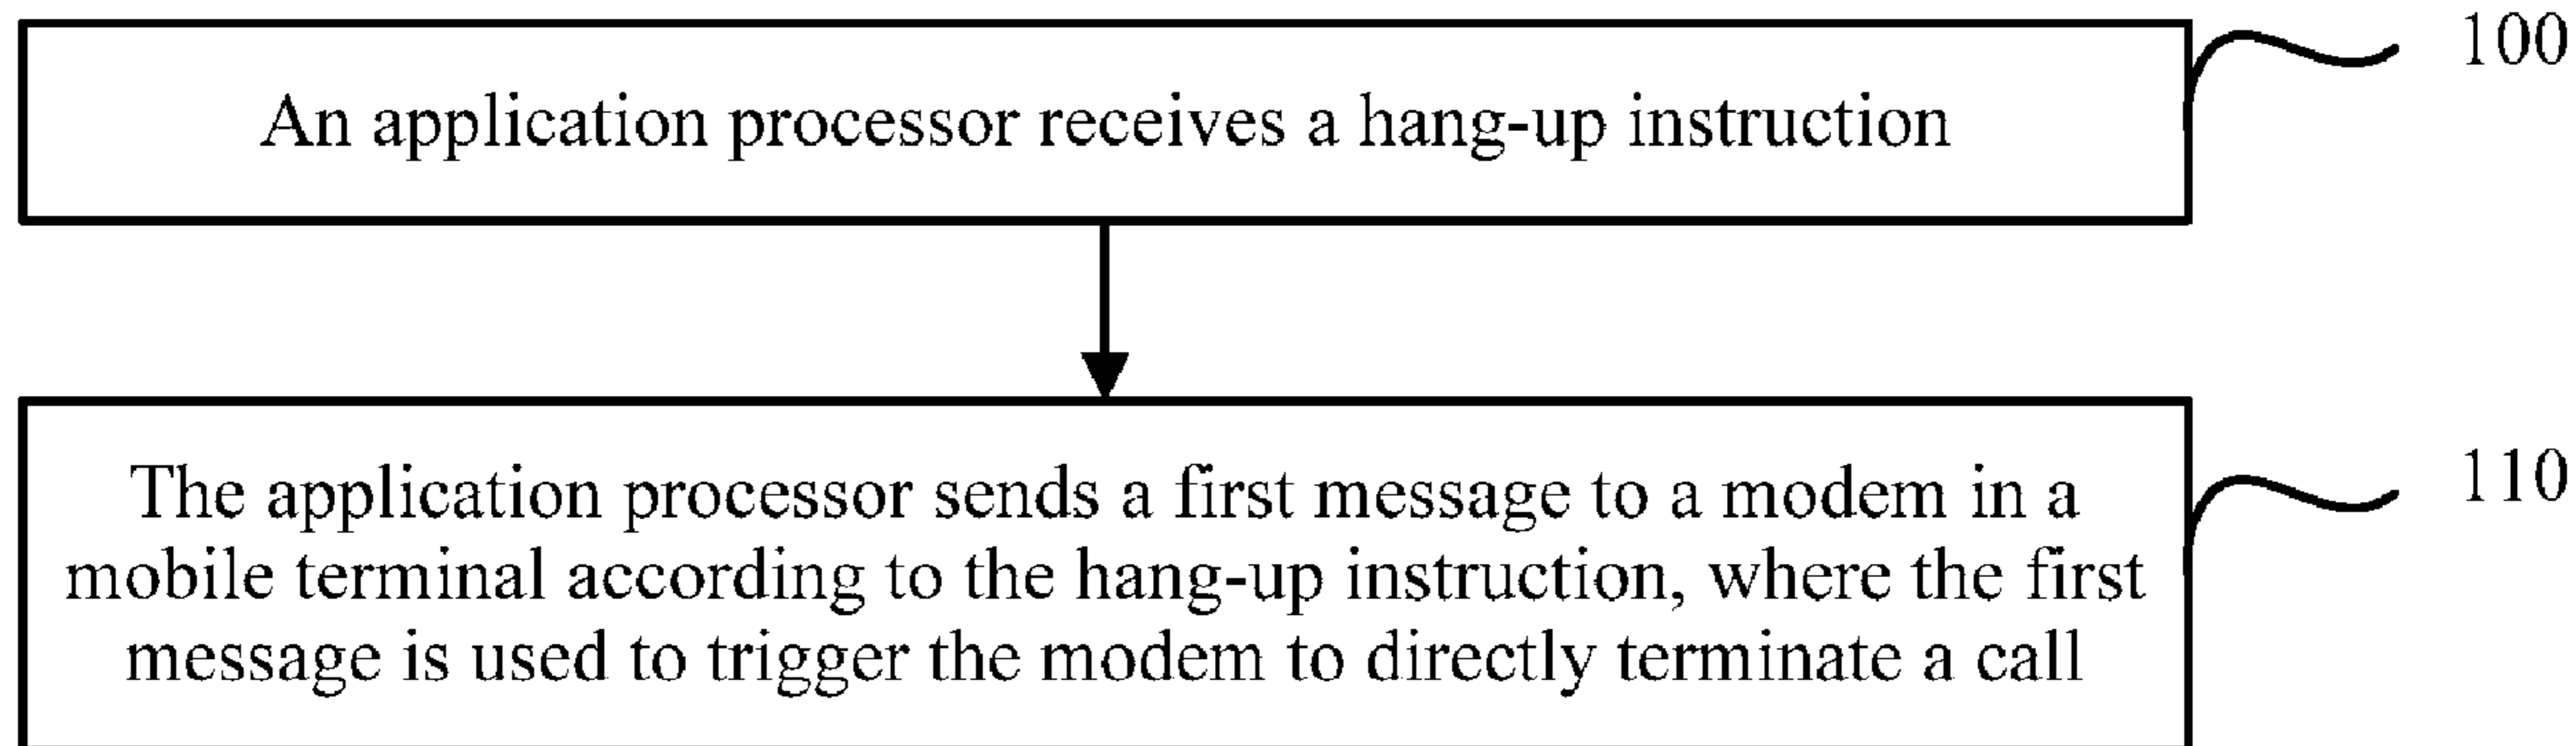 An application processor receives a hang-up instruction
100
The application processor sends a first message to a modem in a
mobile terminal according to the hang-up instruction, where the first
message is used to trigger the modem to directly terminate a call
110